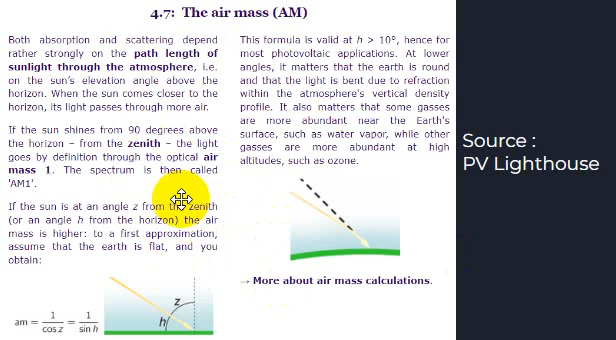 4.7: The air mass (AM)
Both absorption and scattering depend
rather strongly on the path length of
sunlight through the atmosphere, i.e.
on the sun's elevation angle above the
horizon. When the sun comes closer to the
horizon, its light passes through more air.
If the sun shines from 90 degrees above
the horizon – from the zenith – the light
goes by definition through the optical air
mass 1. The spectrum is then called
'AM1'.
If the sun is at an angle z from the zenith
(or an angle h from the horizon) the air
mass is higher: to a first approximation,
assume that the earth is flat, and you
obtain:
am = 1/cos z = 1/sin h
z
h
This formula is valid at h > 10°, hence for
most photovoltaic applications. At lower
angles, it matters that the earth is round
and that the light is bent due to refraction
within the atmosphere's vertical density
profile. It also matters that some gasses
are more abundant near the Earth's
surface, such as water vapor, while other
gasses are more abundant at high
altitudes, such as ozone.
→ More about air mass calculations.
Source :
PV Lighthouse